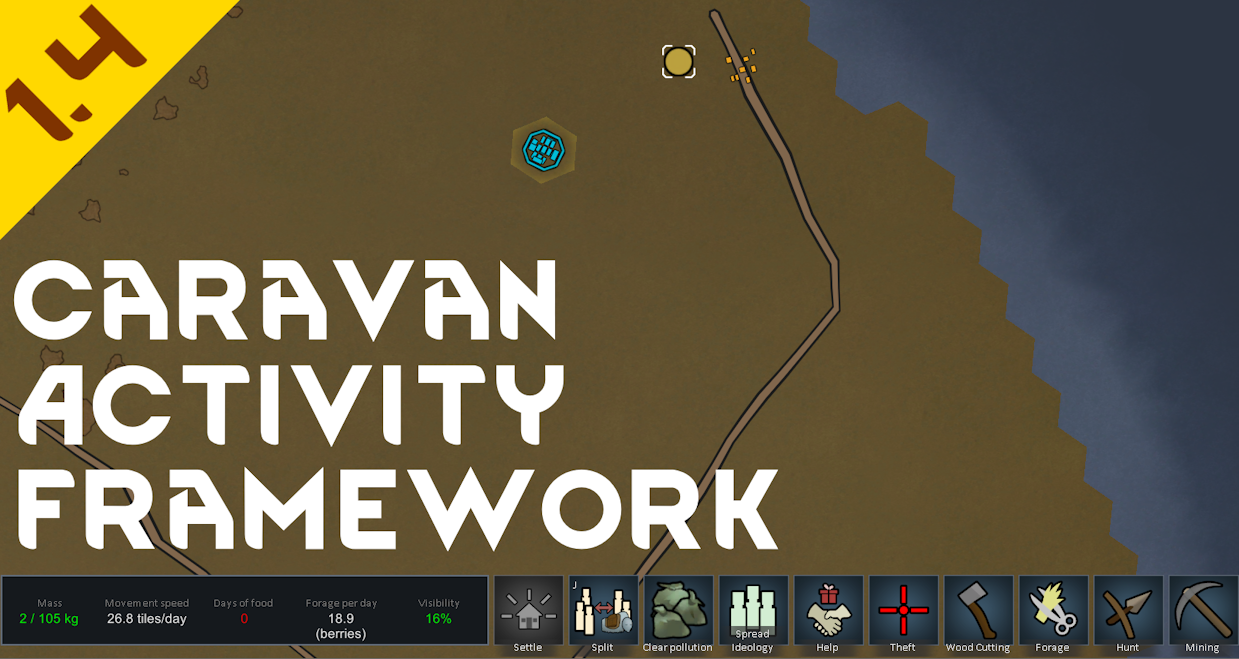 1.4
CARAVAN
ACTIVITY
FRAMEWORK
Mass
2 / 105 kg
Movement speed
26.8 tiles/day
Days of food
0
Forage per day
18.9
(berries)
Visibility
16%
Settle
J
Split
Clear pollution
Spread
Ideology
Help
Theft
Wood Cutting
Forage
Hunt
Mining